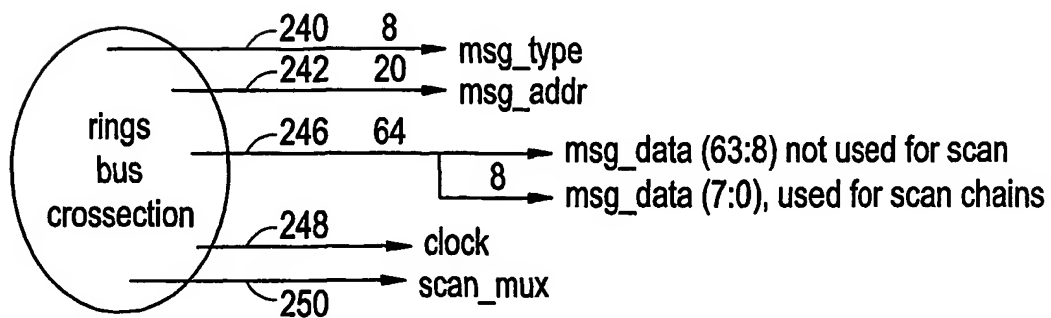 240 8 msg_type
242 20 msg_addr
rings
bus
crossection
246 64 msg_data (63:8) not used for scan
8 msg_data (7:0), used for scan chains
248 clock
250 scan_mux